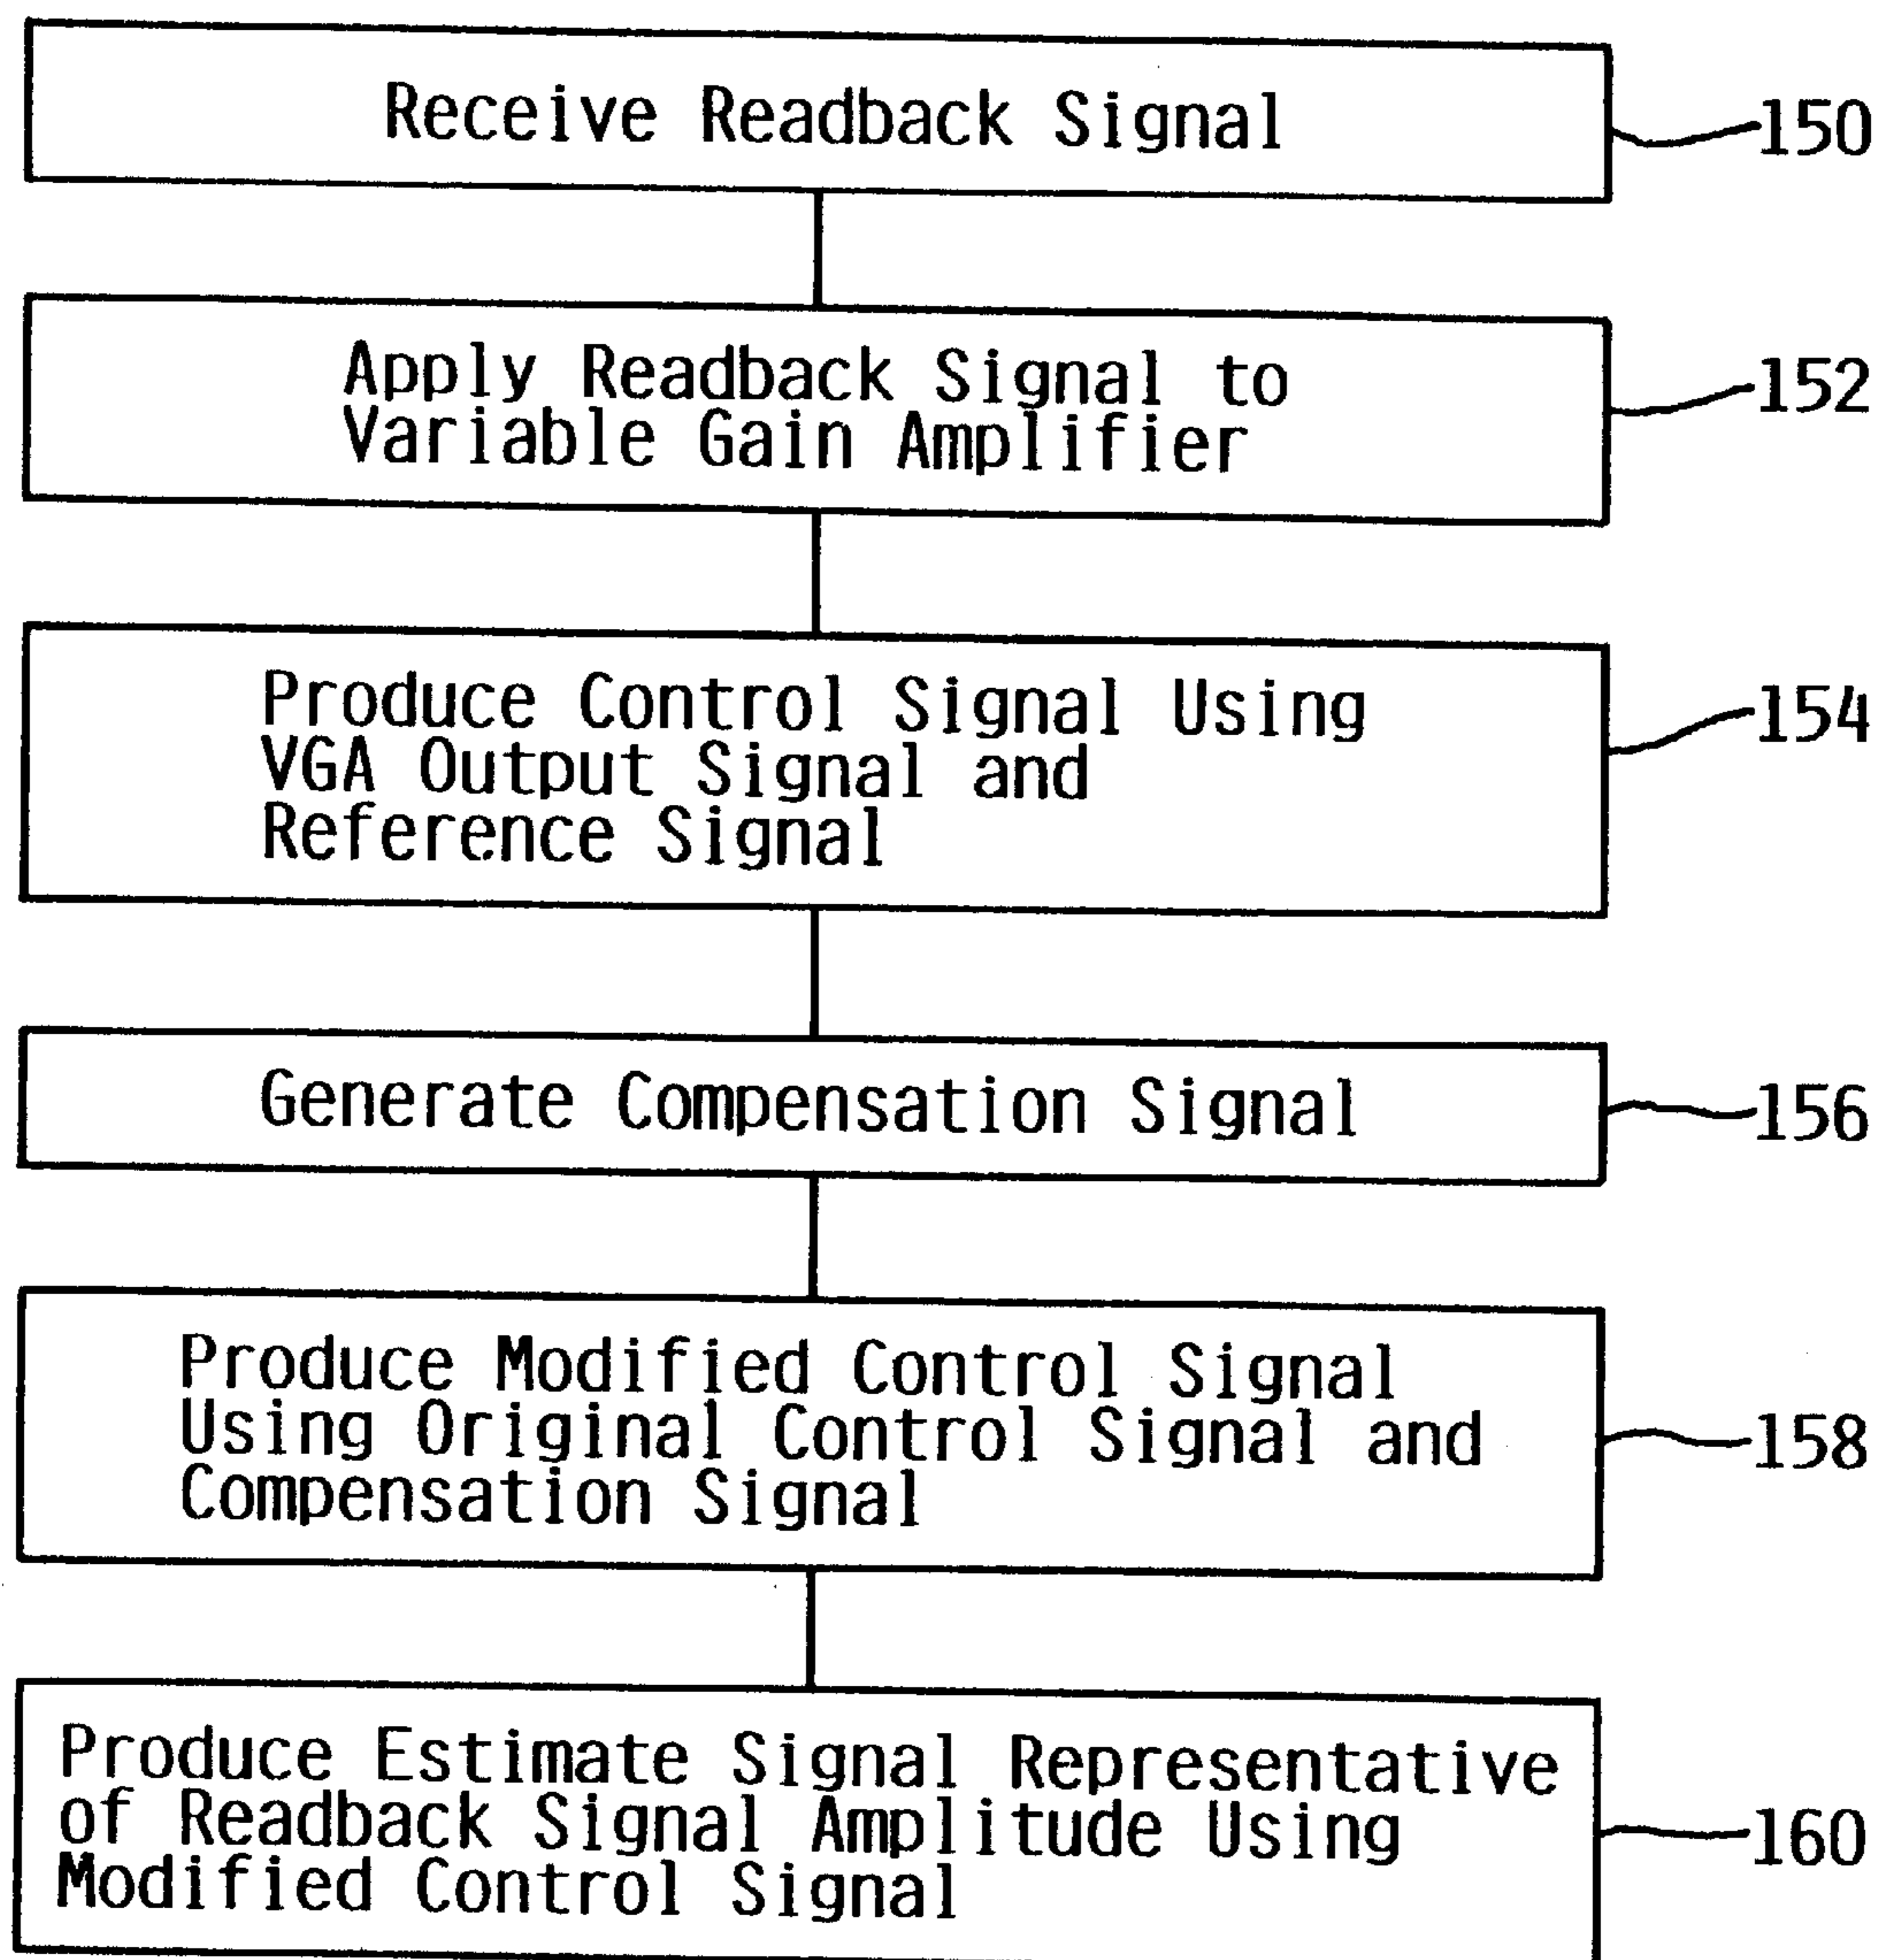 Receive Readback Signal
150
Apply Readback Signal to
Variable Gain Amplifier
152
Produce Control Signal Using
VGA Output Signal and
Reference Signal
154
Generate Compensation Signal
156
Produce Modified Control Signal
Using Original Control Signal and
Compensation Signal
158
Produce Estimate Signal Representative
of Readback Signal Amplitude Using
Modified Control Signal
160